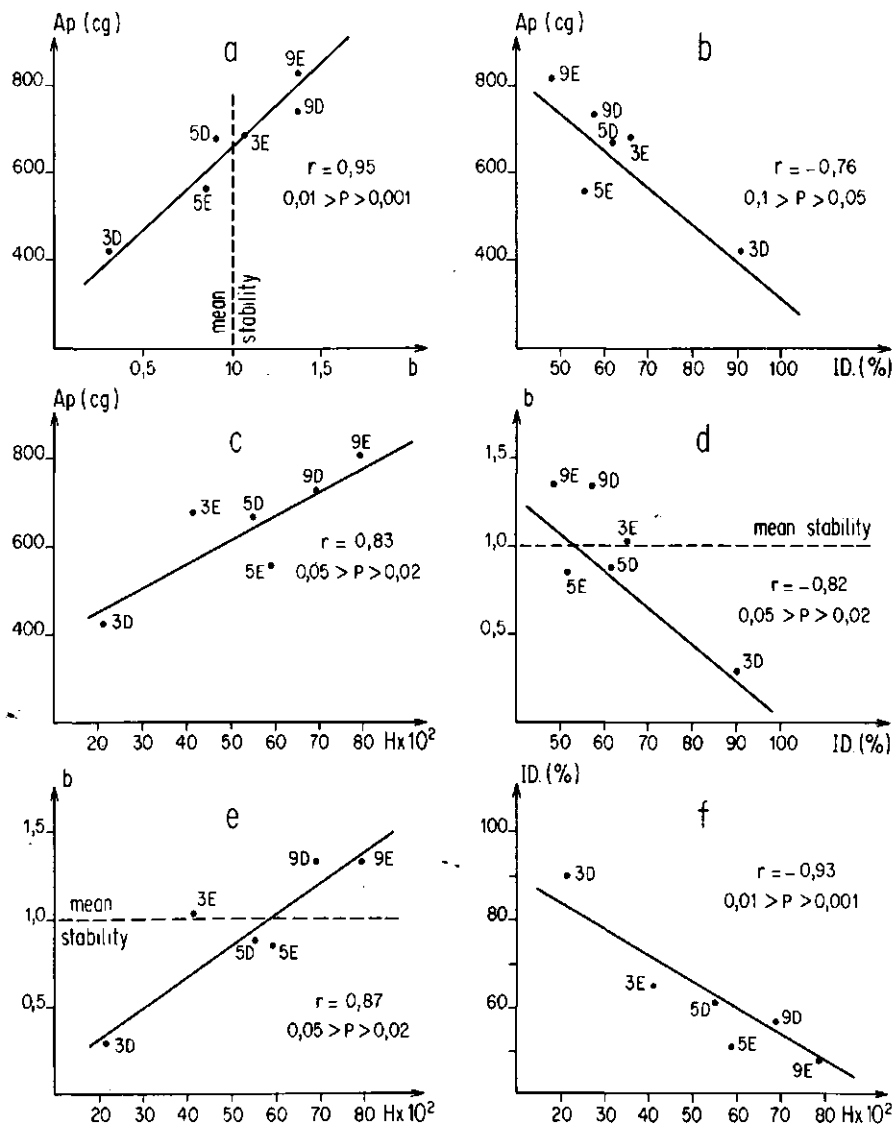 Ap (cg)
a
800
600
400
9E
9D
5D
3E
5E
3D
r = 0,95
0,01 > P > 0,001
mean
stability
0,5
10
1,5
b
Ap (cg)
b
800
600
400
9E
9D
5D
3E
5E
3D
r = -0,76
0,1 > P > 0,05
50 60 70 80 90 100 ID.(%)
Ap (cg)
c
800
600
400
9E
9D
3E
5D
5E
3D
r = 0,83
0,05 > P > 0,02
20 30 40 50 60 70 80 Hx10²
b
d
1,5
1,0
0,5
9E
9D
3E
mean stability
5E
5D
3D
r = -0,82
0,05 > P > 0,02
50 60 70 80 90 100 ID.(%)
b
e
1,5
1,0
0,5
9D
9E
3E
mean
stability
5D
5E
3D
r = 0,87
0,05 > P > 0,02
20 30 40 50 60 70 80 Hx10²
ID.(%)
f
100
80
60
3D
r = -0,93
0,01 > P > 0,001
3E
5D
9D
5E
9E
20 30 40 50 60 70 80 Hx10²